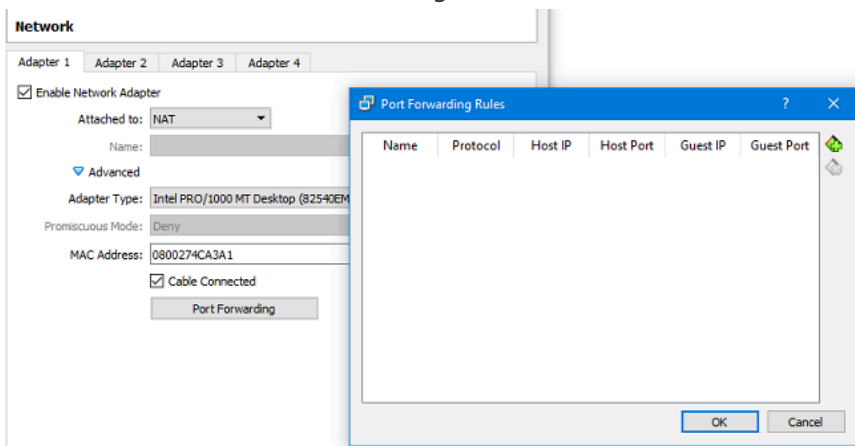 Network
Adapter 1 Adapter 2 Adapter 3 Adapter 4
Enable Network Adapter
Attached to: NAT
Name:
Advanced
Adapter Type: Intel PRO/1000 MT Desktop (82540EM
Promiscuous Mode: Deny
MAC Address: 0800274CA3A1
Cable Connected
Port Forwarding
Port Forwarding Rules ?
Name Protocol Host IP Host Port Guest IP Guest Port
OK Cancel